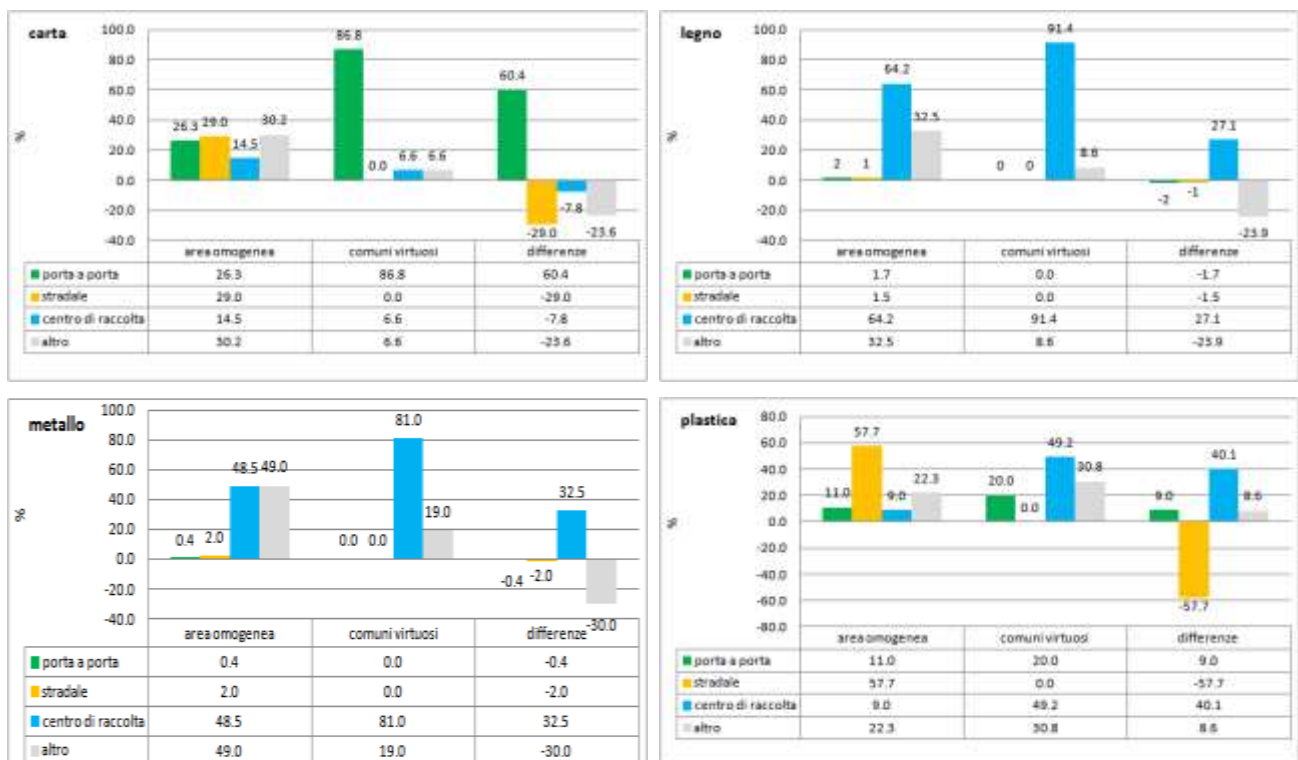 carta
100.0
80.0
60.0
40.0
20.0
0.0
-20.0
-40.0
%
26.3 29.0 14.5 30.2
86.8 0.0 6.6 6.6
60.4 -29.0 -7.8 -23.6
area omogenea comuni virtuosi differenze
porta a porta 26.3 86.8 60.4
stradale 29.0 0.0 -29.0
centro di raccolta 14.5 6.6 -7.8
altro 30.2 6.6 -23.6
legno
100.0
80.0
60.0
40.0
20.0
0.0
-20.0
-40.0
%
2 1 64.2 32.5
0 0 91.4 8.6
-2 -1 27.1 -23.9
area omogenea comuni virtuosi differenze
porta a porta 1.7 0.0 -1.7
stradale 1.5 0.0 -1.5
centro di raccolta 64.2 91.4 27.1
altro 32.5 8.6 -23.9
metallo
100.0
80.0
60.0
40.0
20.0
0.0
-20.0
-40.0
%
0.4 2.0 48.5 49.0
0.0 0.0 81.0 19.0
-0.4 -2.0 32.5 -30.0
area omogenea comuni virtuosi differenze
porta a porta 0.4 0.0 -0.4
stradale 2.0 0.0 -2.0
centro di raccolta 48.5 81.0 32.5
altro 49.0 19.0 -30.0
plastica
80.0
60.0
40.0
20.0
0.0
-20.0
-40.0
-60.0
-80.0
%
11.0 57.7 9.0 22.3
20.0 0.0 49.2 30.8
9.0 -57.7 40.1 8.6
area omogenea comuni virtuosi differenze
porta a porta 11.0 20.0 9.0
stradale 57.7 0.0 -57.7
centro di raccolta 9.0 49.2 40.1
altro 22.3 30.8 8.6